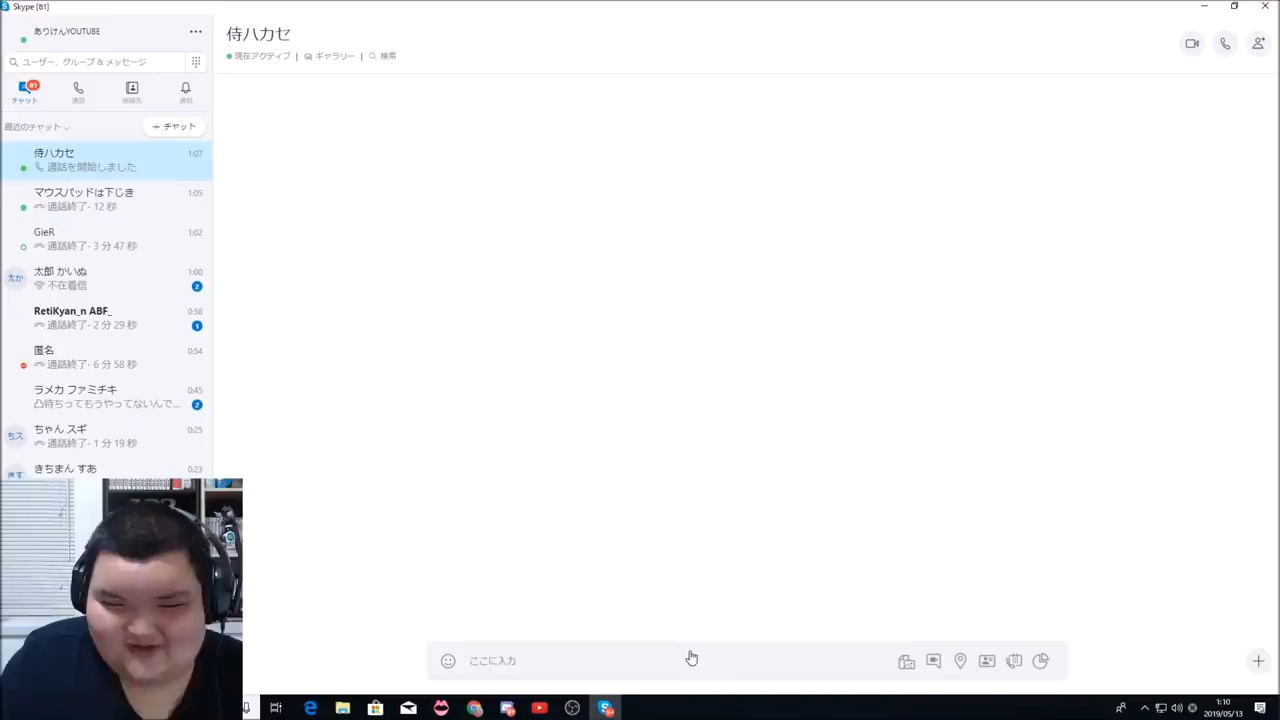 Skype [81]
ありけんYOUTUBE
ユーザー、グループ & メッセージ
81
チャット
通話
連絡先
通知
最近のチャット
＋ チャット
侍ハカセ
1:07
通話を開始しました
マウスパッドは下じき
1:05
通話終了- 12 秒
GieR
1:02
通話終了- 3 分 47 秒
太か
太郎 かいぬ
1:00
不在着信
2
RetiKyan_n ABF_
0:58
通話終了- 2 分 29 秒
1
匿名
0:54
通話終了- 6 分 58 秒
ラメカ ファミチキ
0:45
凸待ちってもうやってないんで...
2
ちス
ちゃん スギ
0:25
通話終了- 1 分 19 秒
きす
きちまん すあ
0:23
侍ハカセ
現在アクティブ | ギャラリー | 検索
ここに入力
1:10
2019/05/13